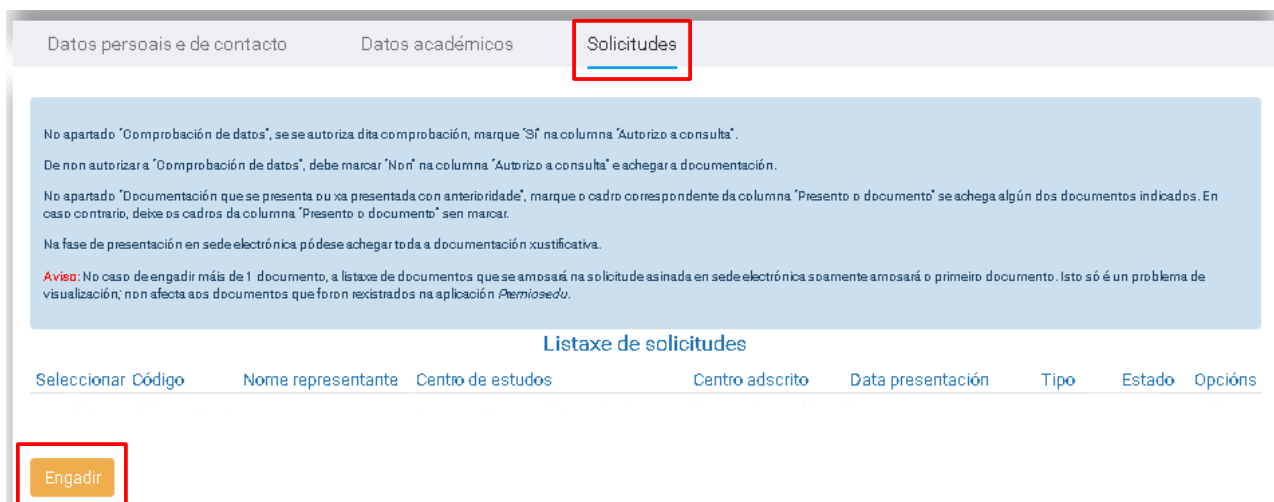 Datos persoais e de contacto Datos académicos Solicitudes
No apartado "Comprobación de datos", se se autoriza dita comprobación, marque "Sí" na columna "Autorizo a consulta".
De non autorizar a "Comprobación de datos", debe marcar "Non" na columna "Autorizo a consulta" e achegar a documentación.
No apartado "Documentación que se presenta ou xa presentada con anterioridade", marque o cadro correspondente da columna "Presento o documento" se achega algún dos documentos indicados. En
caso contrario, deixe os cadros da columna "Presento o documento" sen marcar.
Na fase de presentación en sede electrónica pódese achegar toda a documentación xustificativa.
Aviso: No caso de engadir máis de 1 documento, a listaxe de documentos que se amosará na solicitude asinada en sede electrónica soamente amosará o primeiro documento. Isto só é un problema de
visualización; non afecta aos documentos que foron rexistrados na aplicación Premiosedu.
Listaxe de solicitudes
Seleccionar Código Nome representante Centro de estudos Centro adscrito Data presentación Tipo Estado Opcións
Engadir